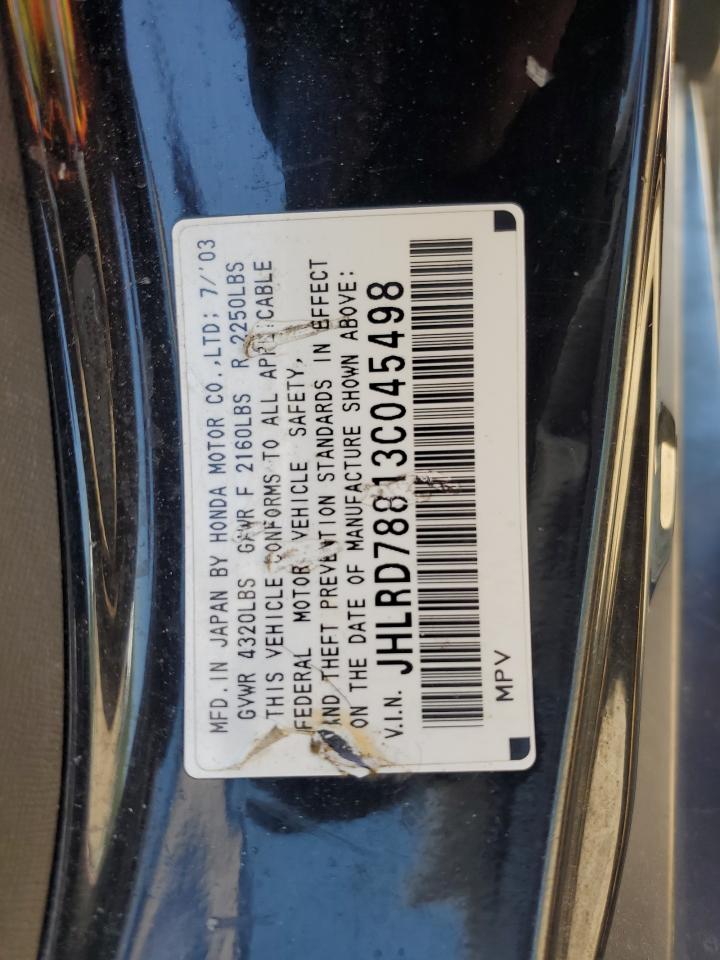 MFD. IN JAPAN BY HONDA MOTOR CO., LTD: 7/'03
GVWR 4320LBS GAWR F 2160LBS R 2250LBS
THIS VEHICLE CONFORMS TO ALL APPLICABLE
FEDERAL MOTOR VEHICLE SAFETY,
AND THEFT PREVENTION STANDARDS IN EFFECT
ON THE DATE OF MANUFACTURE SHOWN ABOVE:
V.I.N. JHLRD78813C045498
MPV